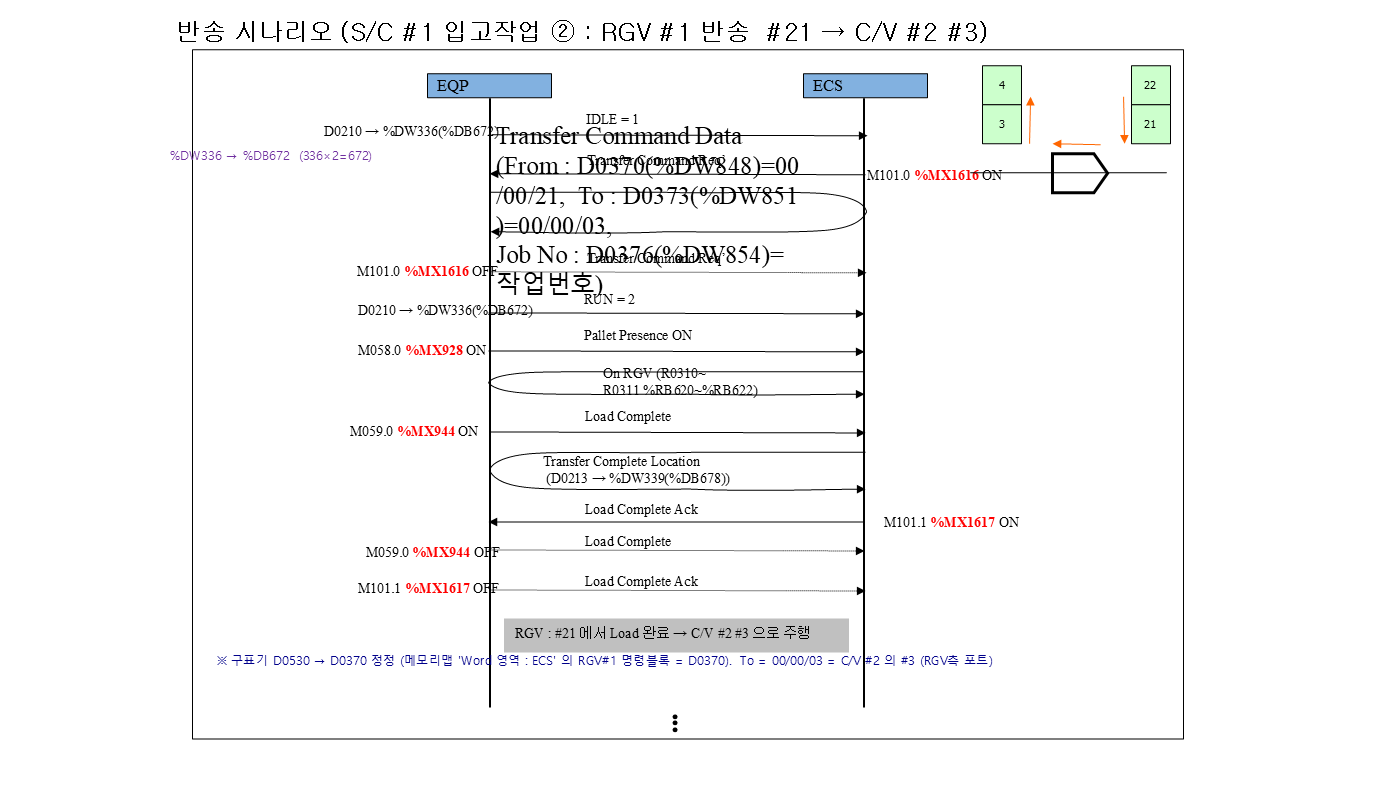 반송 시나리오 (S/C #1 입고작업 ② : RGV #1 반송  #21 → C/V #2 #3)
EQP
ECS
4
22
3
21
IDLE = 1
D0210 → %DW336(%DB672)
%DW336 → %DB672  (336×2=672)
Transfer Command Data
(From : D0370(%DW848)=00
/00/21,  To : D0373(%DW851
)=00/00/03,
Job No : D0376(%DW854)=
작업번호)
Transfer Command Req'
M101.0 %MX1616 ON
Transfer Command Req'
M101.0 %MX1616 OFF
RUN = 2
D0210 → %DW336(%DB672)
Pallet Presence ON
M058.0 %MX928 ON
On RGV (R0310~
R0311 %RB620~%RB622)
Load Complete
M059.0 %MX944 ON
Transfer Complete Location
(D0213 → %DW339(%DB678))
Load Complete Ack
M101.1 %MX1617 ON
Load Complete
M059.0 %MX944 OFF
Load Complete Ack
M101.1 %MX1617 OFF
RGV : #21 에서 Load 완료 → C/V #2 #3 으로 주행
※ 구표기 D0530 → D0370 정정 (메모리맵 'Word 영역 : ECS' 의 RGV#1 명령블록 = D0370).  To = 00/00/03 = C/V #2 의 #3 (RGV측 포트)